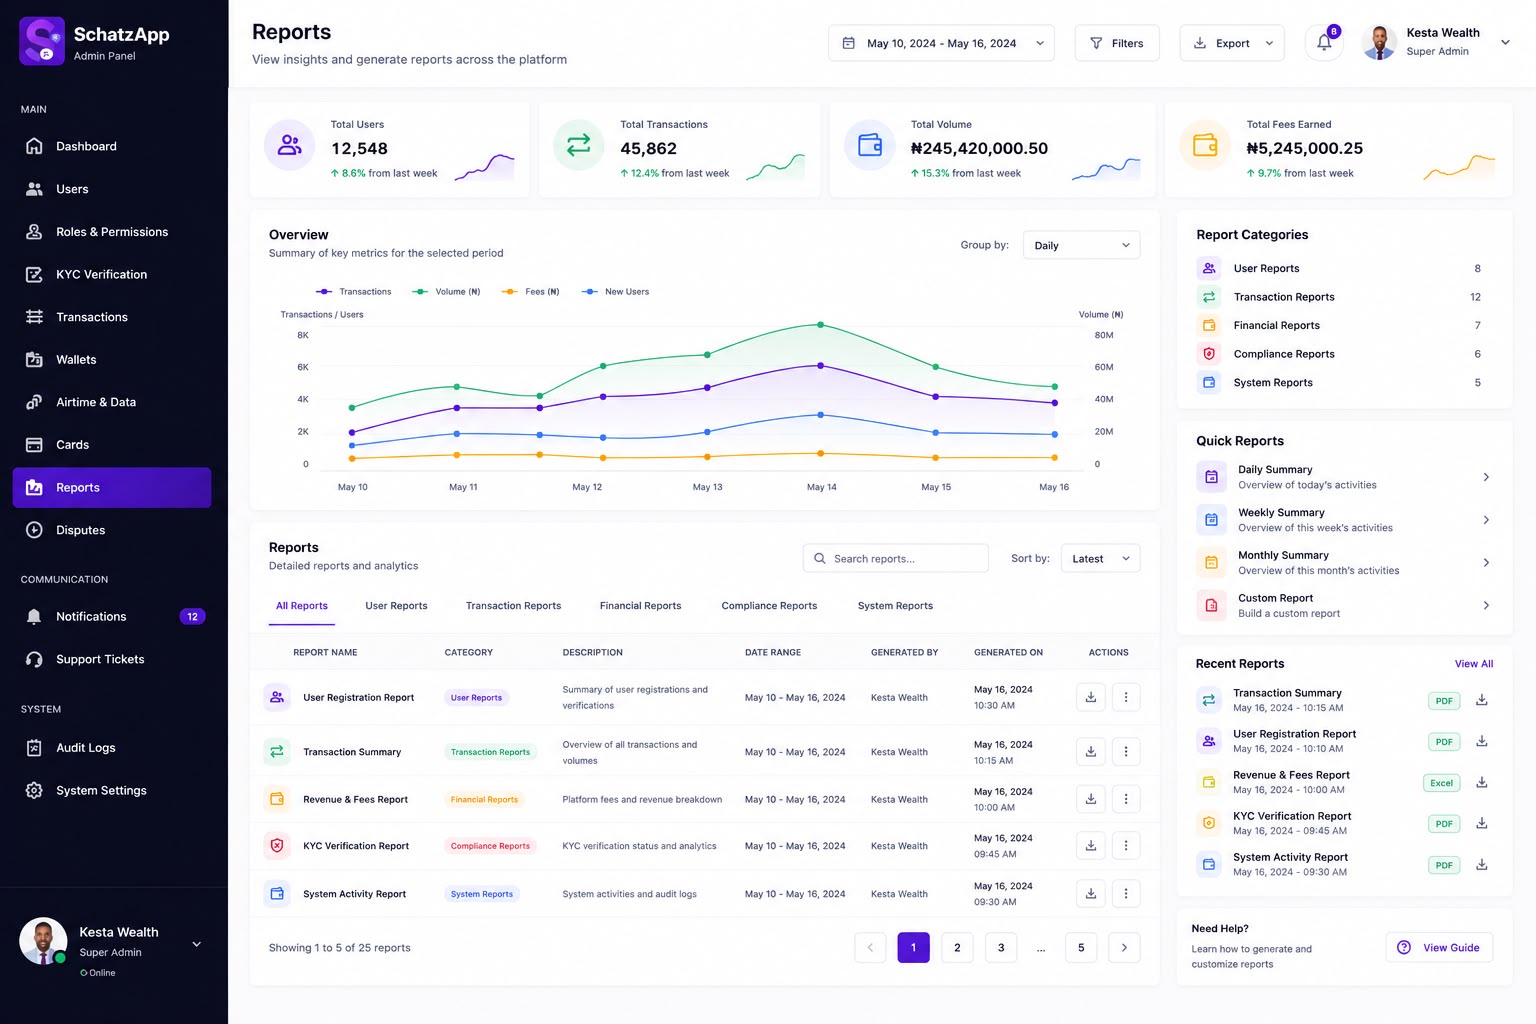 SchatzApp
Admin Panel
MAIN
Dashboard
Users
Roles & Permissions
KYC Verification
Transactions
Wallets
Airtime & Data
Cards
Reports
Disputes
COMMUNICATION
Notifications 12
Support Tickets
SYSTEM
Audit Logs
System Settings
Kesta Wealth
Super Admin
Online
Reports
View insights and generate reports across the platform
May 10, 2024 - May 16, 2024
Filters
Export
8
Kesta Wealth
Super Admin
Total Users
12,548
↑ 8.6% from last week
Total Transactions
45,862
↑ 12.4% from last week
Total Volume
₦245,420,000.50
↑ 15.3% from last week
Total Fees Earned
₦5,245,000.25
↑ 9.7% from last week
Overview
Summary of key metrics for the selected period
Group by: Daily
Transactions Volume (₦) Fees (₦) New Users
Transactions / Users Volume (₦)
8K 80M
6K 60M
4K 40M
2K 20M
0 0
May 10 May 11 May 12 May 13 May 14 May 15 May 16
Reports
Detailed reports and analytics
Search reports...
Sort by: Latest
All Reports User Reports Transaction Reports Financial Reports Compliance Reports System Reports
REPORT NAME CATEGORY DESCRIPTION DATE RANGE GENERATED BY GENERATED ON ACTIONS
User Registration Report User Reports Summary of user registrations and verifications May 10 - May 16, 2024 Kesta Wealth May 16, 2024 10:30 AM
Transaction Summary Transaction Reports Overview of all transactions and volumes May 10 - May 16, 2024 Kesta Wealth May 16, 2024 10:15 AM
Revenue & Fees Report Financial Reports Platform fees and revenue breakdown May 10 - May 16, 2024 Kesta Wealth May 16, 2024 10:00 AM
KYC Verification Report Compliance Reports KYC verification status and analytics May 10 - May 16, 2024 Kesta Wealth May 16, 2024 09:45 AM
System Activity Report System Reports System activities and audit logs May 10 - May 16, 2024 Kesta Wealth May 16, 2024 09:30 AM
Showing 1 to 5 of 25 reports
1 2 3 ... 5
Report Categories
User Reports 8
Transaction Reports 12
Financial Reports 7
Compliance Reports 6
System Reports 5
Quick Reports
Daily Summary
Overview of today's activities
Weekly Summary
Overview of this week's activities
Monthly Summary
Overview of this month's activities
Custom Report
Build a custom report
Recent Reports View All
Transaction Summary
May 16, 2024 - 10:15 AM PDF
User Registration Report
May 16, 2024 - 10:10 AM PDF
Revenue & Fees Report
May 16, 2024 - 10:00 AM Excel
KYC Verification Report
May 16, 2024 - 09:45 AM PDF
System Activity Report
May 16, 2024 - 09:30 AM PDF
Need Help?
Learn how to generate and
customize reports
View Guide